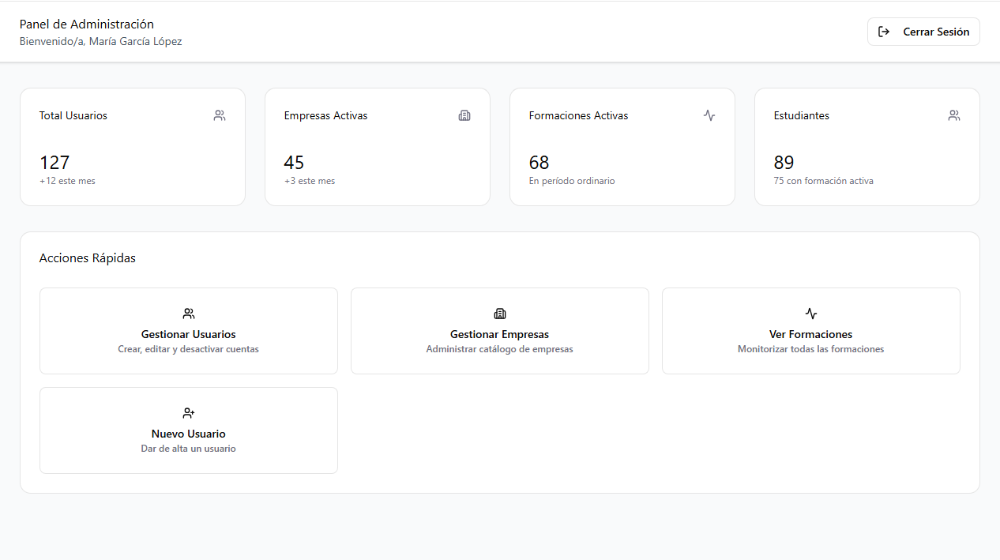 Panel de Administración
Bienvenido/a, María García López
Cerrar Sesión
Total Usuarios
127
+12 este mes
Empresas Activas
45
+3 este mes
Formaciones Activas
68
En período ordinario
Estudiantes
89
75 con formación activa
Acciones Rápidas
Gestionar Usuarios
Crear, editar y desactivar cuentas
Gestionar Empresas
Administrar catálogo de empresas
Ver Formaciones
Monitorizar todas las formaciones
Nuevo Usuario
Dar de alta un usuario